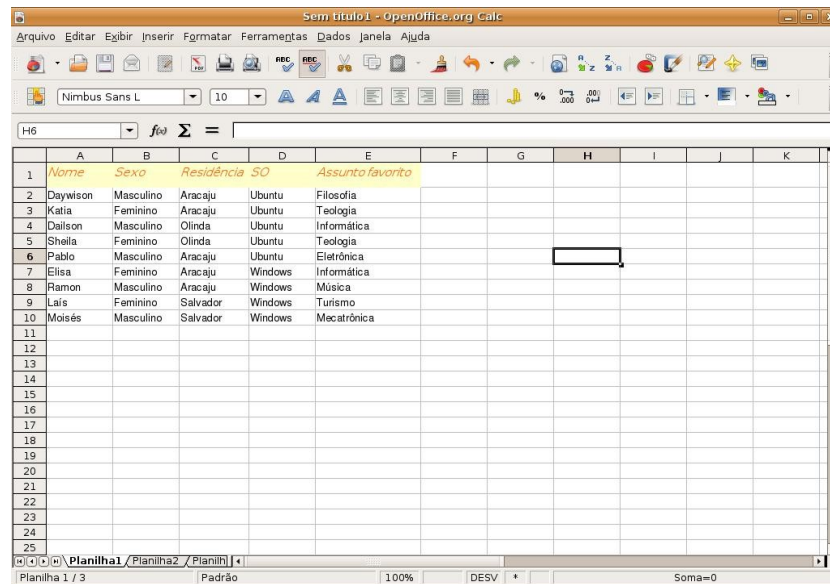 Sem título1 - OpenOffice.org Calc
Arquivo Editar Exibir Inserir Formatar Ferramentas Dados Janela Ajuda
Nimbus Sans L 10
H6 f(x) Σ =
A B C D E F G H I J K
1 Nome Sexo Residência SO Assunto favorito
2 Daywison Masculino Aracaju Ubuntu Filosofia
3 Katia Feminino Aracaju Ubuntu Teologia
4 Dailson Masculino Olinda Ubuntu Informática
5 Sheila Feminino Olinda Ubuntu Teologia
6 Pablo Masculino Aracaju Ubuntu Eletrônica
7 Elisa Feminino Aracaju Windows Informática
8 Ramon Masculino Aracaju Windows Música
9 Laís Feminino Salvador Windows Turismo
10 Moisés Masculino Salvador Windows Mecatrônica
11
12
13
14
15
16
17
18
19
20
21
22
23
24
25
Planilha1 Planilha2 Planilh
Planilha 1 / 3 Padrão 100% DESV * Soma=0